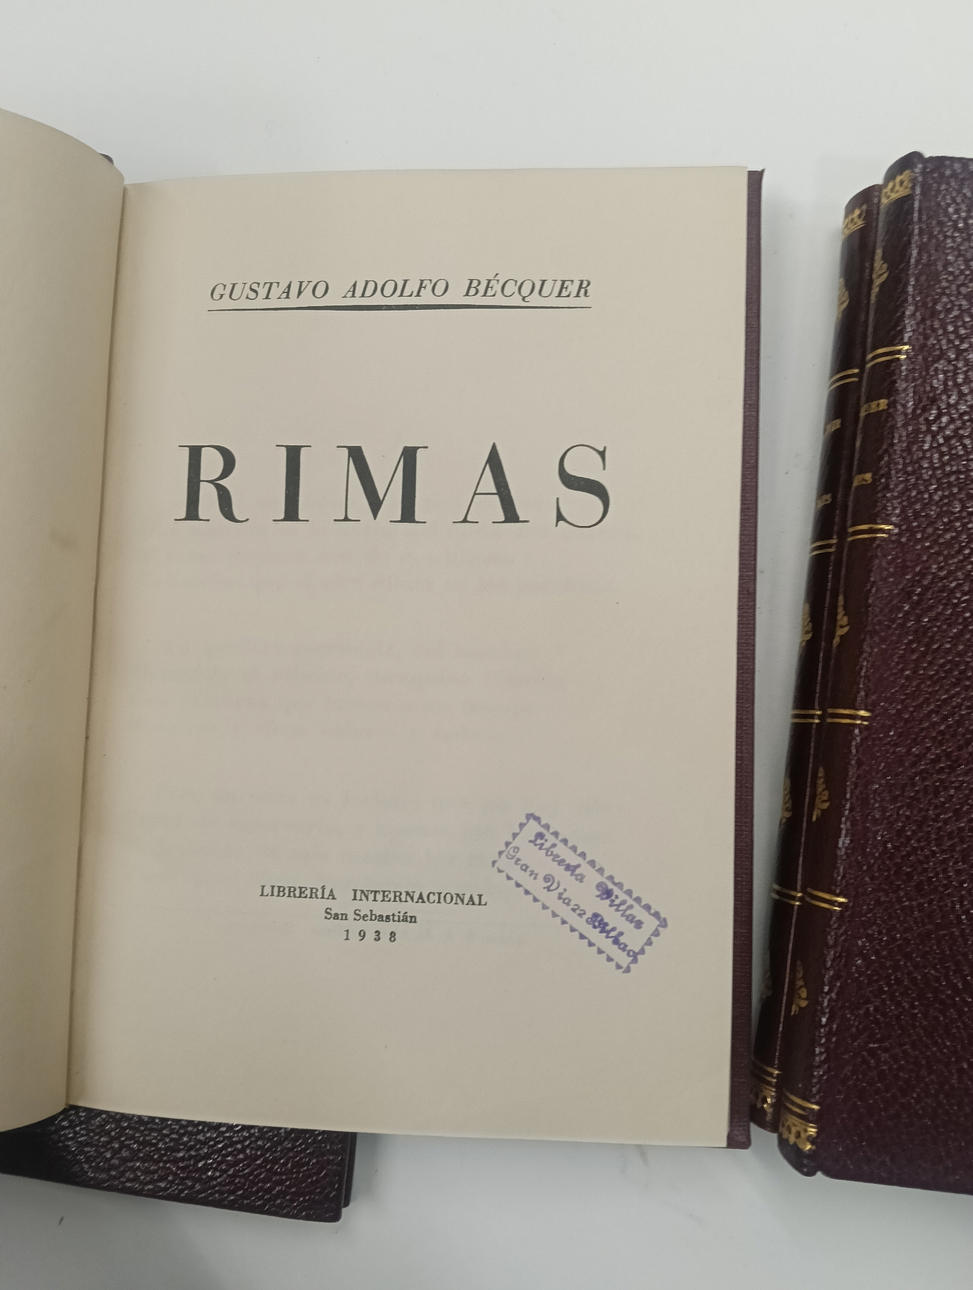 GUSTAVO ADOLFO BÉCQUER
RIMAS
LIBRERÍA INTERNACIONAL
San Sebastián
1938
Librería Villar
Gran Vía 22 Bilbao